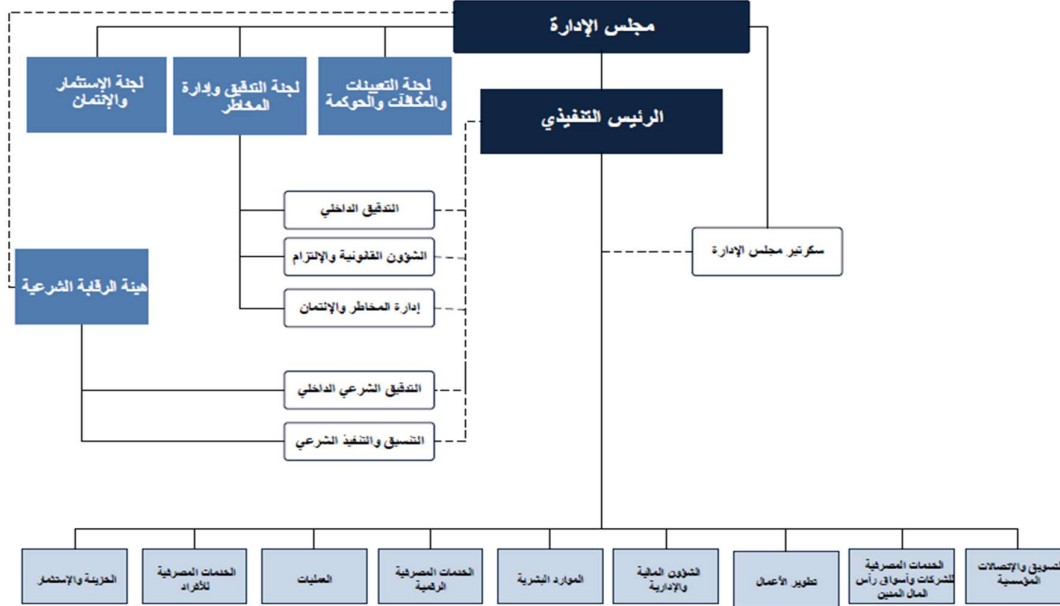 مجلس الإدارة
لجنة التعيينات
والمكافآت والحوكمة
لجنة التدقيق وإدارة
المخاطر
لجنة الإستثمار
والإئتمان
الرئيس التنفيذي
سكرتير مجلس الإدارة
التدقيق الداخلي
الشؤون القانونية والإلتزام
إدارة المخاطر والإئتمان
هيئة الرقابة الشرعية
التدقيق الشرعي الداخلي
التنسيق والتنفيذ الشرعي
التسويق والإتصالات
المؤسسية
الخدمات المصرفية
للشركات وأسواق رأس
المال المدين
تطوير الأعمال
الشؤون المالية
والإدارية
الموارد البشرية
الخدمات المصرفية
الرقمية
العمليات
الخدمات المصرفية
للأفراد
الخزينة والإستثمار